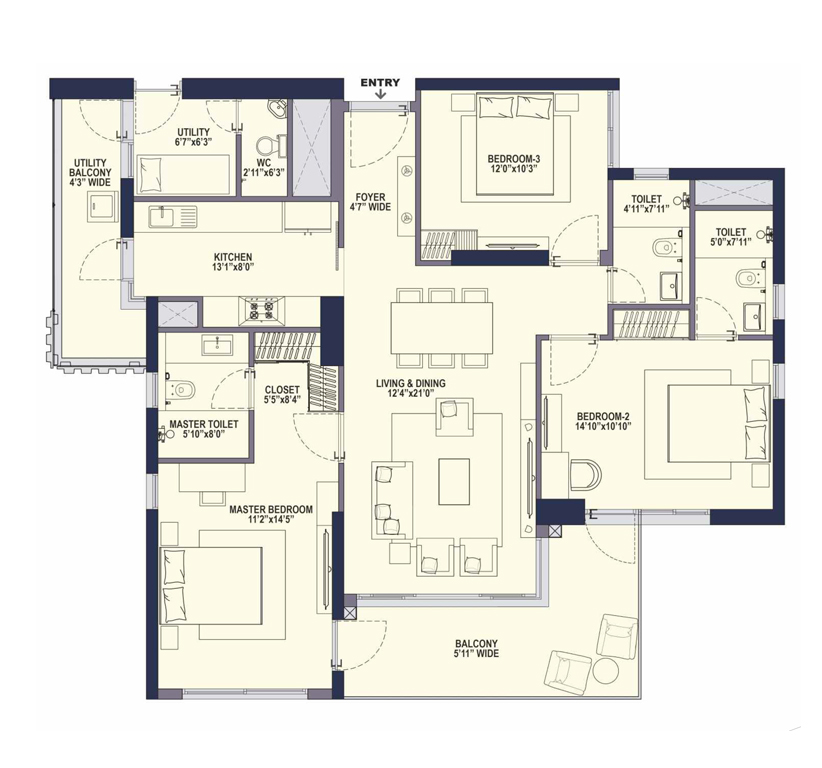 ENTRY
UTILITY
6'7"x6'3"
WC
2'11"x6'3"
UTILITY
BALCONY
4'3" WIDE
BEDROOM-3
12'0"x10'3"
FOYER
4'7" WIDE
TOILET
4'11"x7'11"
TOILET
5'0"x7'11"
KITCHEN
13'1"x8'0"
LIVING & DINING
12'4"x21'0"
CLOSET
5'5"x8'4"
MASTER TOILET
5'10"x8'0"
BEDROOM-2
14'10"x10'10"
MASTER BEDROOM
11'2"x14'5"
BALCONY
5'11" WIDE